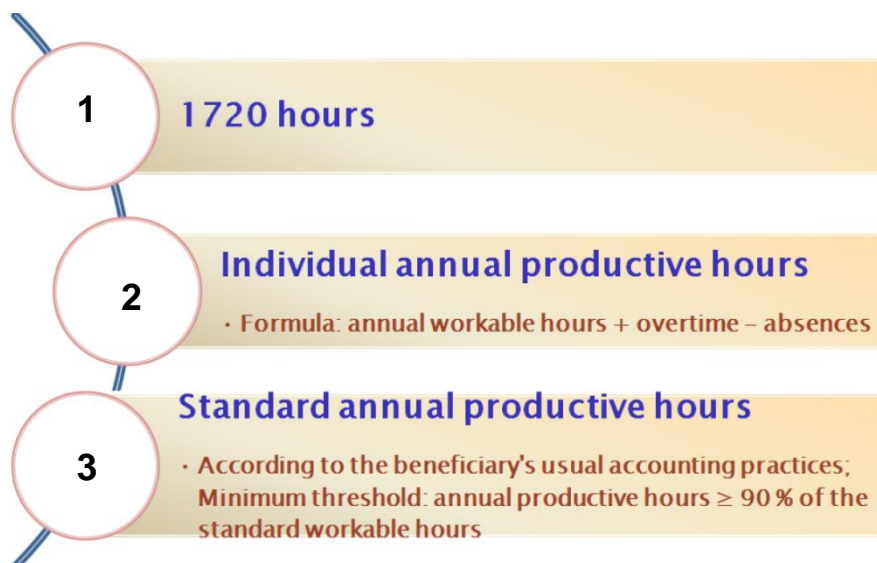 1
1720 hours
2
Individual annual productive hours
· Formula: annual workable hours + overtime – absences
3
Standard annual productive hours
· According to the beneficiary's usual accounting practices;
Minimum threshold: annual productive hours ≥ 90 % of the
standard workable hours